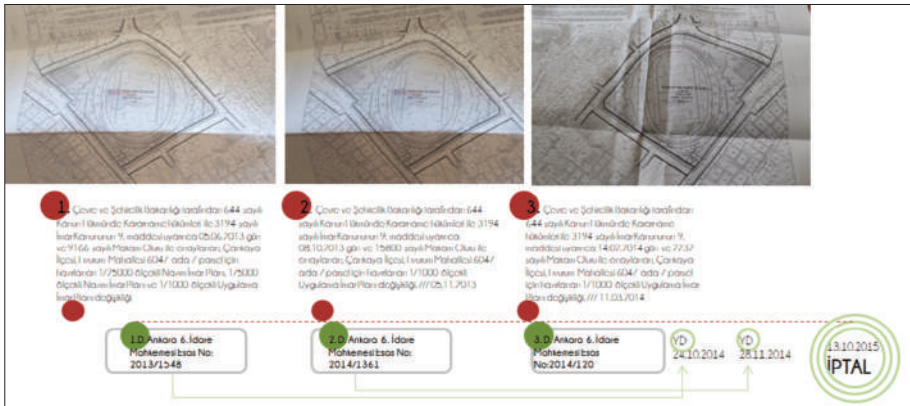 1. Çevre ve Şehircilik Bakanlığı tarafından 644 sayılı
Kanun Hükmünde Kararname hükümleri ile 3194 sayılı
İmar Kanununun 9. maddesi uyarınca 05.06.2013 gün
ve 9166 sayılı Makam Oluru ile onaylanan, Çankaya
İlçesi, Yıldızevler Mahallesi 6047 ada 7 parsel için
hazırlanan 1/25000 ölçekli Nazım İmar Planı, 1/5000
ölçekli Nazım İmar Planı ve 1/1000 ölçekli Uygulama
İmar Planı değişikliği
2. Çevre ve Şehircilik Bakanlığı tarafından 644
sayılı Kanun Hükmünde Kararname hükümleri ile 3194
sayılı İmar Kanununun 9. maddesi uyarınca
08.10.2013 gün ve 15800 sayılı Makam Oluru ile
onaylanan, Çankaya İlçesi, Mahallesi 6047
ada 7 parsel için hazırlanan 1/1000 ölçekli
Uygulama İmar Planı değişikliği. /// 05.11.2013
3. Çevre ve Şehircilik Bakanlığı tarafından
644 sayılı Kanun Hükmünde Kararname
hükümleri ile 3194 sayılı İmar Kanununun 9.
maddesi uyarınca 14.02.2014 gün ve
sayılı Makam Oluru ile onaylanan, Çankaya
İlçesi, Mahallesi 6047 ada 7 parsel
için hazırlanan 1/1000 ölçekli Uygulama İmar
Planı değişikliği. /// 11.03.2014
1.D. Ankara 6. İdare
Mahkemesi Esas No:
2013/1548
2.D. Ankara 6. İdare
Mahkemesi Esas No:
2014/1361
3. D. Ankara 6. İdare
Mahkemesi Esas
No:2014/120
YD
24.10.2014
YD
28.11.2014
13.10.2015
İPTAL